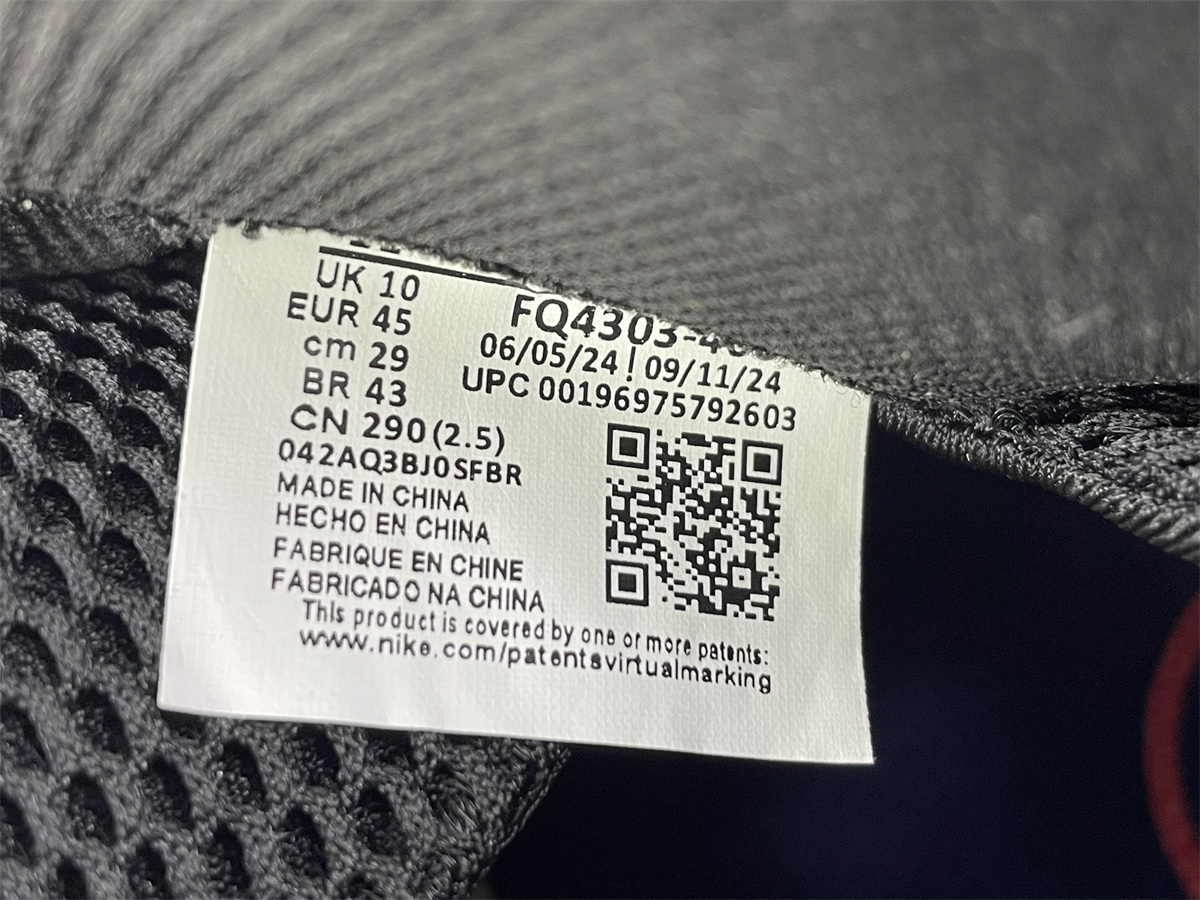 UK 10
EUR 45
cm 29
BR 43
CN 290(2.5)
042AQ3BJ0SFBR
MADE IN CHINA
HECHO EN CHINA
FABRIQUE EN CHINE
FABRICADO NA CHINA
FQ4303-
06/05/24 | 09/11/24
UPC 00196975792603
This product is covered by one or more patents:
www.nike.com/patentsvirtualmarking